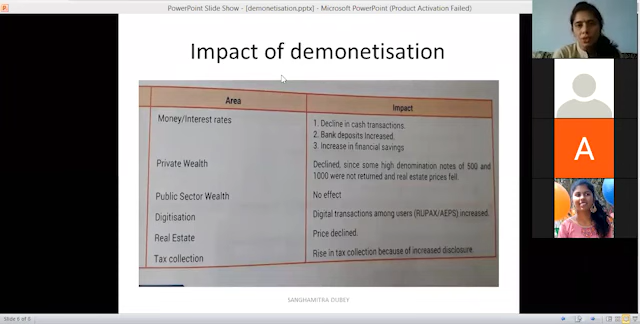 PowerPoint Slide Show - [demonetisation.pptx] - Microsoft PowerPoint (Product Activation Failed)
Impact of demonetisation
Area
Impact
Money/Interest rates
1. Decline in cash transactions.
2. Bank deposits Increased.
3. Increase in financial savings
Private Wealth
Declined, since some high denomination notes of 500 and
1000 were not returned and real estate prices fell.
Public Sector Wealth
No effect
Digitisation
Digital transactions among users (RUPAX/AEPS) increased.
Real Estate
Price declined.
Tax collection
Rise in tax collection because of increased disclosure.
SANGHAMITRA DUBEY
A
Slide 6 of 8